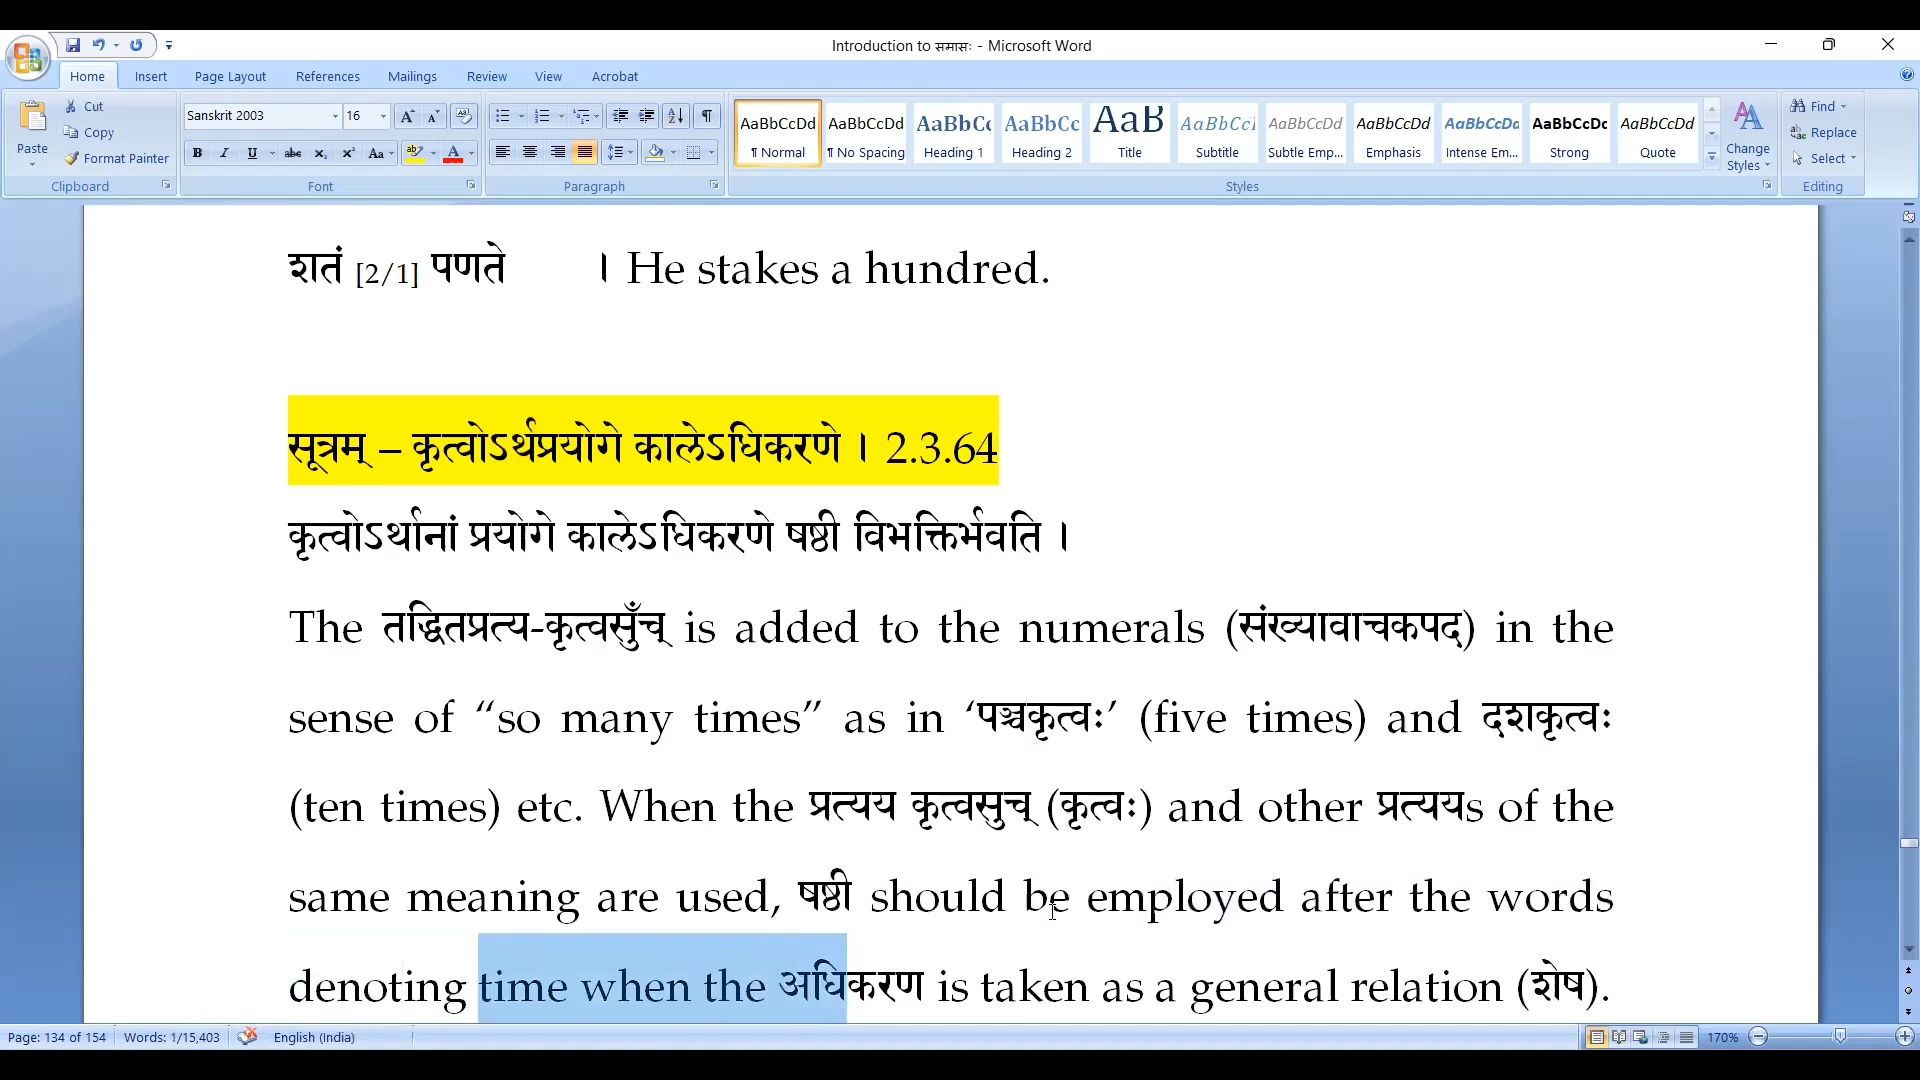 Introduction to समासः - Microsoft Word
Home Insert Page Layout References Mailings Review View Acrobat
Paste
Cut
Copy
Format Painter
Clipboard
Sanskrit 2003 16
Font
Paragraph
AaBbCcDd AaBbCcDd AaBbCc AaBbCc AaB AaBbCcI AaBbCcDd AaBbCcDd AaBbCcDd AaBbCcDc AaBbCcDd
¶ Normal ¶ No Spacing Heading 1 Heading 2 Title Subtitle Subtle Emp... Emphasis Intense Em... Strong Quote
Change Styles
Styles
Find
Replace
Select
Editing
शतं [2/1] पणते । He stakes a hundred.
सूत्रम् – कृत्वोऽर्थप्रयोगे कालेऽधिकरणे । 2.3.64
कृत्वोऽर्थानां प्रयोगे कालेऽधिकरणे षष्ठी विभक्तिर्भवति ।
The तद्धितप्रत्य-कृत्वसुँच् is added to the numerals (संख्यावाचकपद) in the
sense of “so many times” as in ‘पञ्चकृत्वः’ (five times) and दशकृत्वः
(ten times) etc. When the प्रत्यय कृत्वसुच् (कृत्वः) and other प्रत्ययs of the
same meaning are used, षष्ठी should be employed after the words
denoting time when the अधिकरण is taken as a general relation (शेष).
Page: 134 of 154 Words: 1/15,403 English (India) 170%